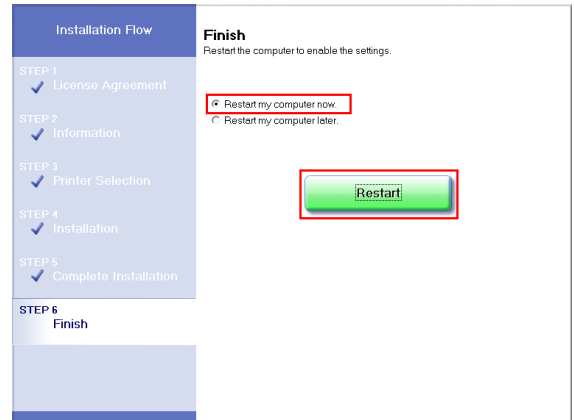 Installation Flow
STEP 1
License Agreement
STEP 2
Information
STEP 3
Printer Selection
STEP 4
Installation
STEP 5
Complete Installation
STEP 6
Finish
Finish
Restart the computer to enable the settings.
Restart my computer now.
Restart my computer later.
Restart